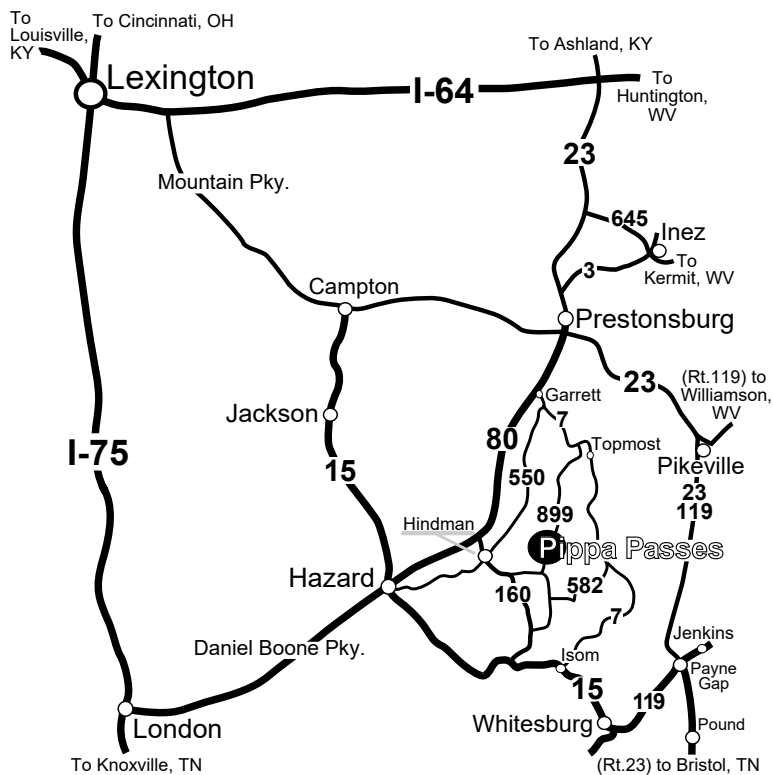 To
Louisville,
KY
To Cincinnati, OH
Lexington
To Ashland, KY
I-64
To
Huntington,
WV
23
Mountain Pky.
645
Inez
To
Kermit, WV
3
Campton
Prestonsburg
23
(Rt.119) to
Williamson,
WV
Garrett
7
Jackson
80
Topmost
I-75
15
Pikeville
550
23
119
899
Hindman
Pippa Passes
Hazard
160
582
7
Daniel Boone Pky.
Jenkins
Isom
Payne
Gap
15
119
London
Whitesburg
Pound
To Knoxville, TN
(Rt.23) to Bristol, TN